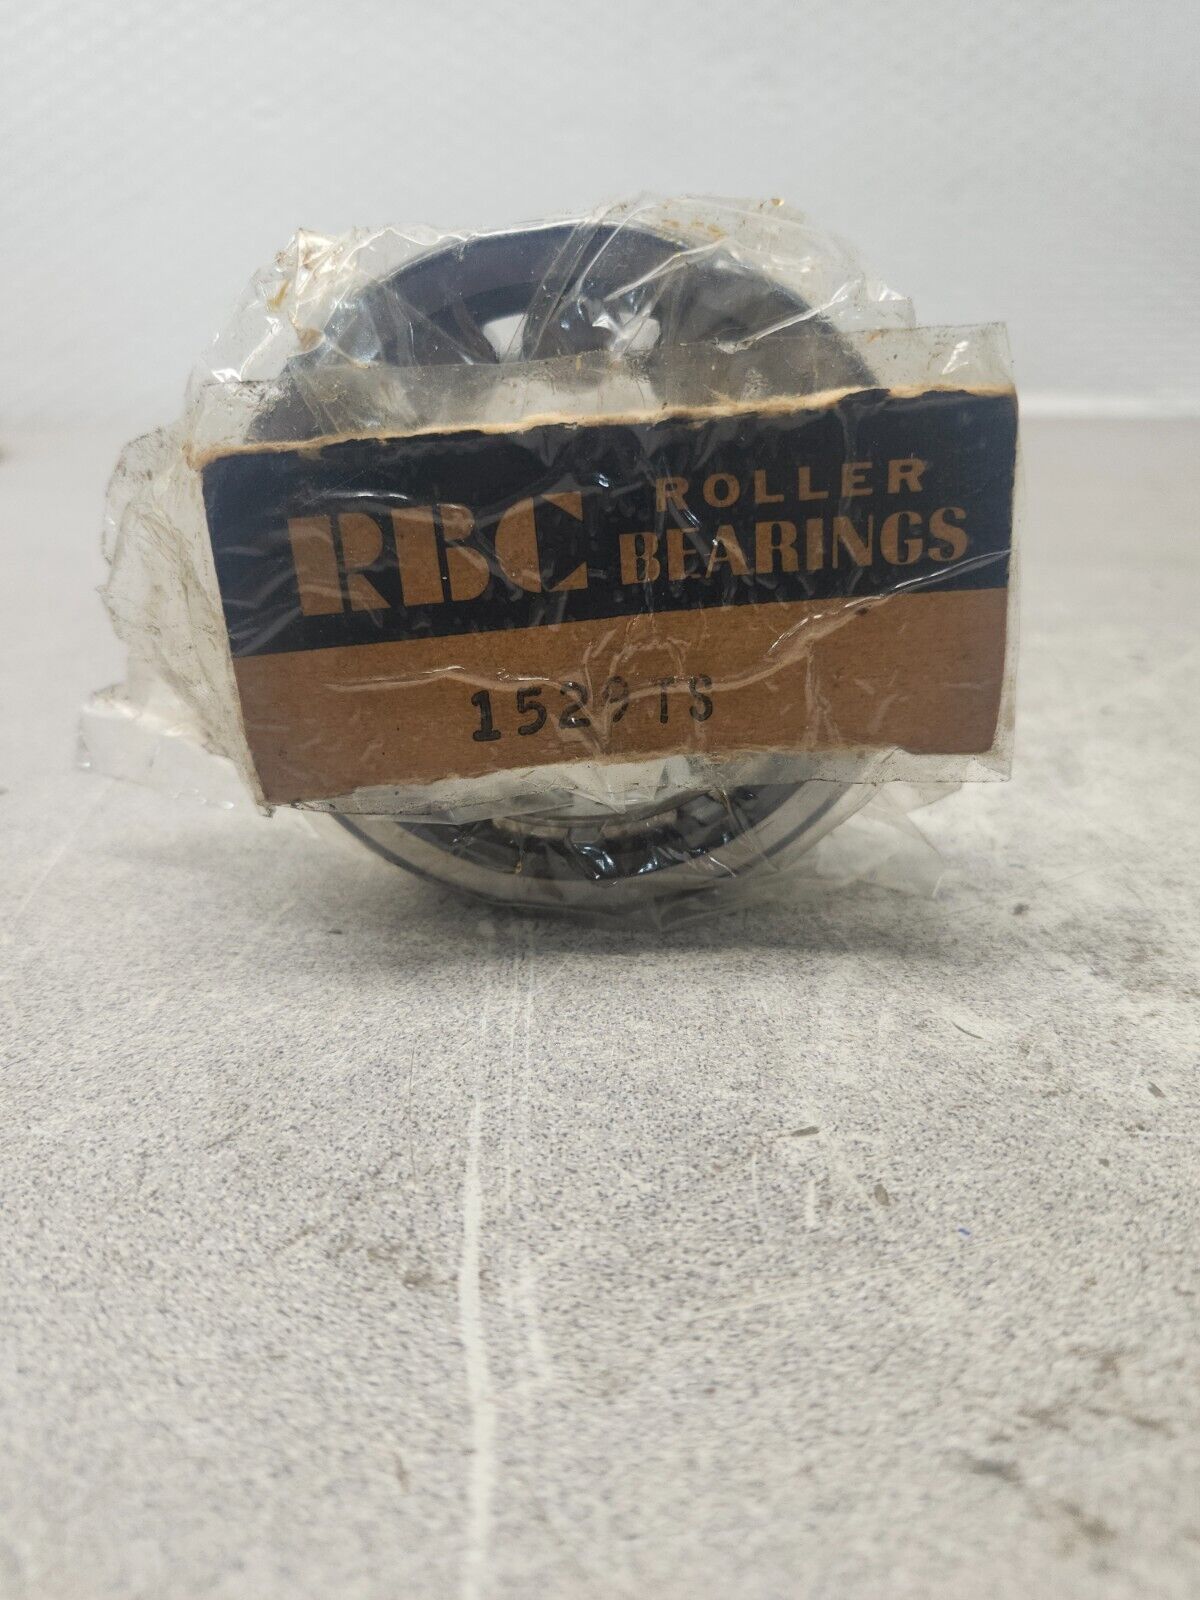 RBC ROLLER BEARINGS
1529 TS